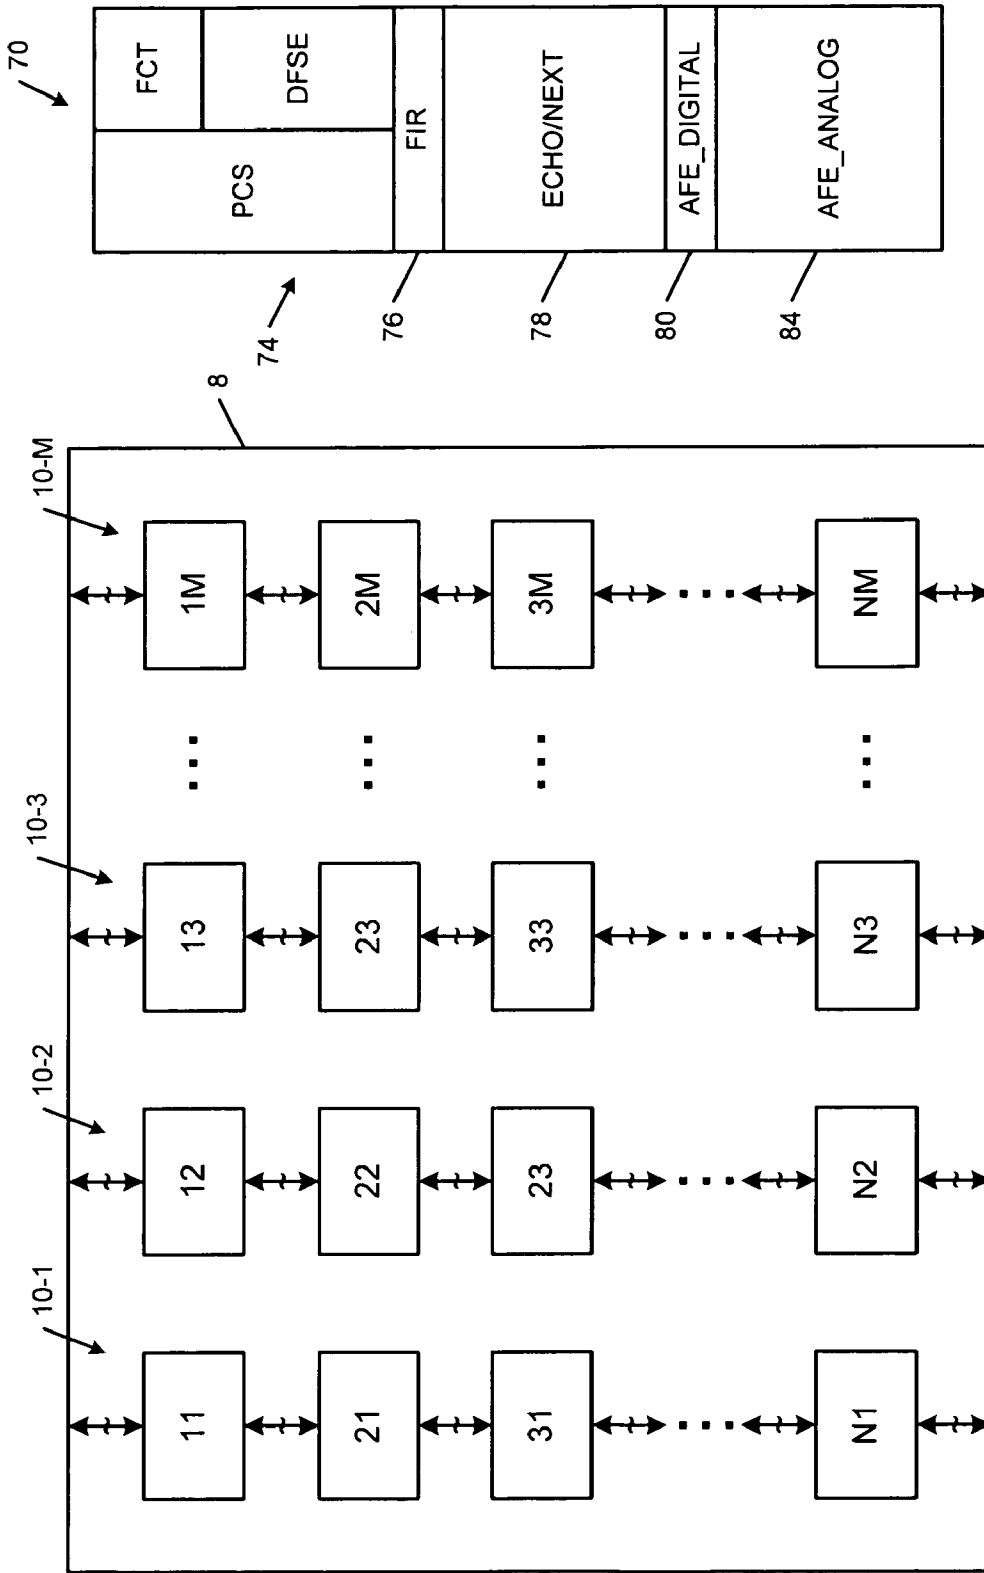 70
10-1 10-2 10-3 10-M
11 12 13 1M
21 22 23 2M
31 23 33 3M
N1 N2 N3 NM
8
74
PCS
FCT
DFSE
76
FIR
78
ECHO/NEXT
80
AFE_DIGITAL
84
AFE_ANALOG